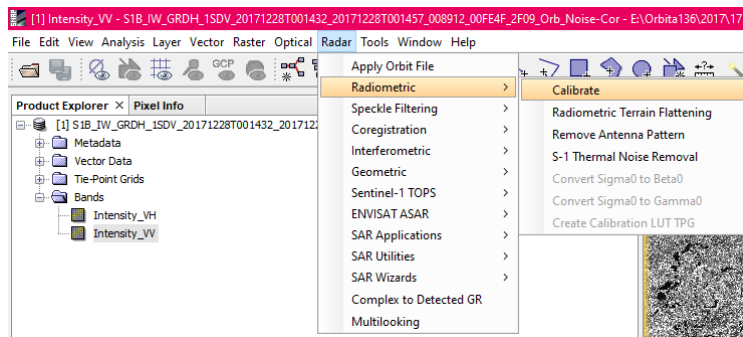 [1] Intensity_VV - S1B_IW_GRDH_1SDV_20171228T001432_20171228T001457_008912_00FE4F_2F09_Orb_Noise-Cor - E:\Orbita136\2017\17
File Edit View Analysis Layer Vector Raster Optical Radar Tools Window Help
GCP
Product Explorer × Pixel Info
[1] S1B_IW_GRDH_1SDV_20171228T001432_2017122
Metadata
Vector Data
Tie-Point Grids
Bands
Intensity_VH
Intensity_VV
Apply Orbit File
Radiometric >
Speckle Filtering >
Coregistration >
Interferometric >
Geometric >
Sentinel-1 TOPS >
ENVISAT ASAR >
SAR Applications >
SAR Utilities >
SAR Wizards >
Complex to Detected GR
Multilooking
Calibrate
Radiometric Terrain Flattening
Remove Antenna Pattern
S-1 Thermal Noise Removal
Convert Sigma0 to Beta0
Convert Sigma0 to Gamma0
Create Calibration LUT TPG